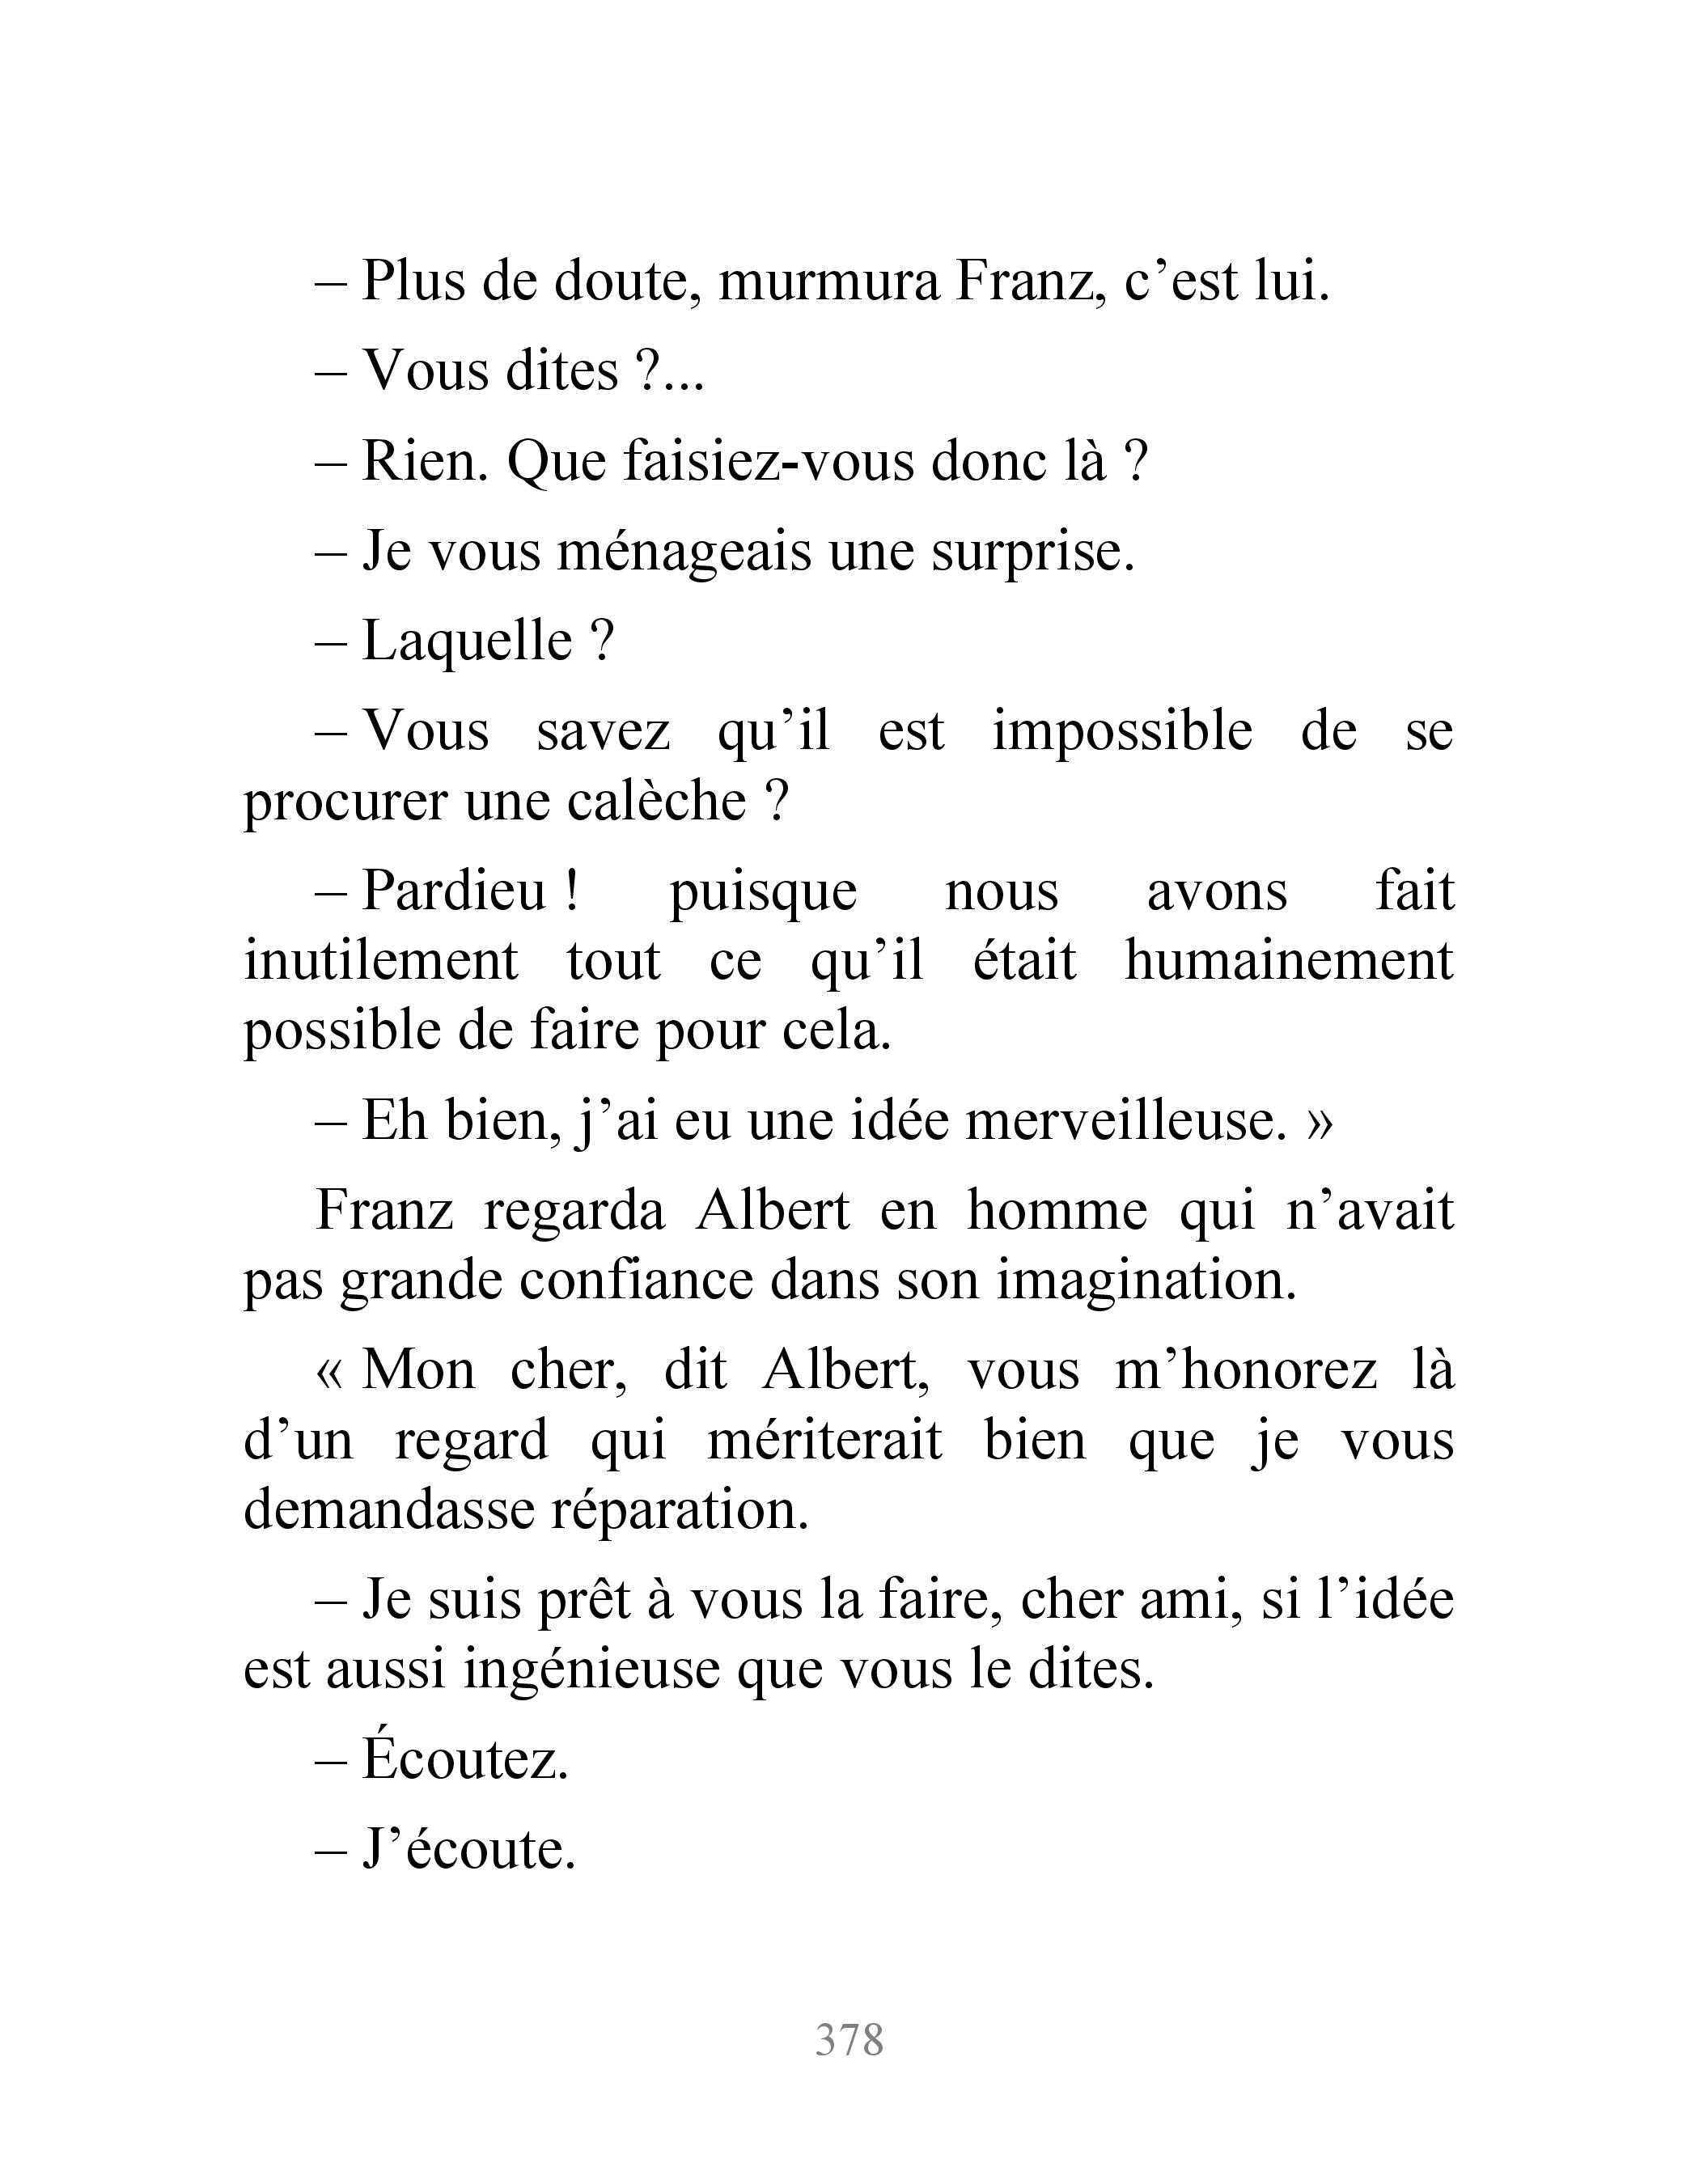 – Plus de doute, murmura Franz, c’est lui.
– Vous dites ?...
– Rien. Que faisiez-vous donc là ?
– Je vous ménageais une surprise.
– Laquelle ?
– Vous savez qu’il est impossible de se
procurer une calèche ?
– Pardieu ! puisque nous avons fait
inutilement tout ce qu’il était humainement
possible de faire pour cela.
– Eh bien, j’ai eu une idée merveilleuse. »
Franz regarda Albert en homme qui n’avait
pas grande confiance dans son imagination.
« Mon cher, dit Albert, vous m’honorez là
d’un regard qui mériterait bien que je vous
demandasse réparation.
– Je suis prêt à vous la faire, cher ami, si l’idée
est aussi ingénieuse que vous le dites.
– Écoutez.
– J’écoute.
378